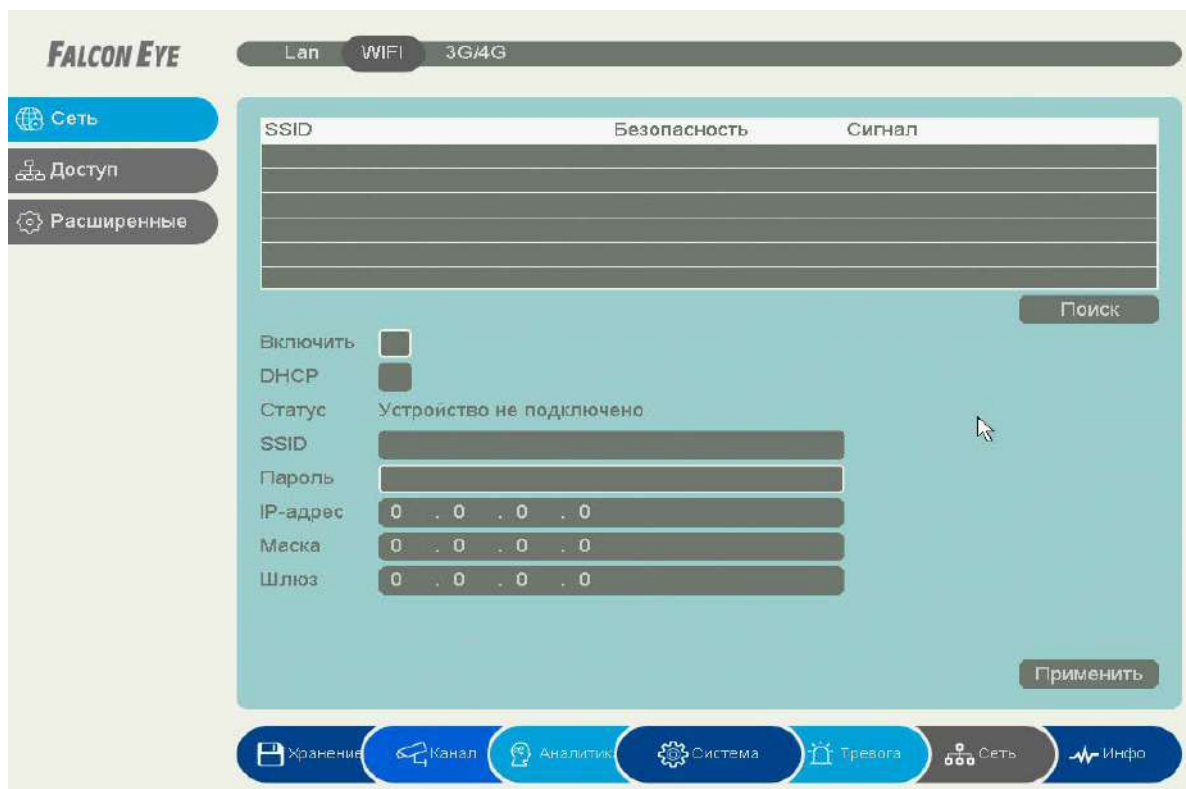 FALCON EYE
Lan WIFI 3G/4G
Сеть
Доступ
Расширенные
SSID Безопасность Сигнал
Поиск
Включить
DHCP
Статус Устройство не подключено
SSID
Пароль
IP-адрес 0 . 0 . 0 . 0
Маска 0 . 0 . 0 . 0
Шлюз 0 . 0 . 0 . 0
Применить
Хранение Канал Аналитик Система Тревога Сеть Инфо